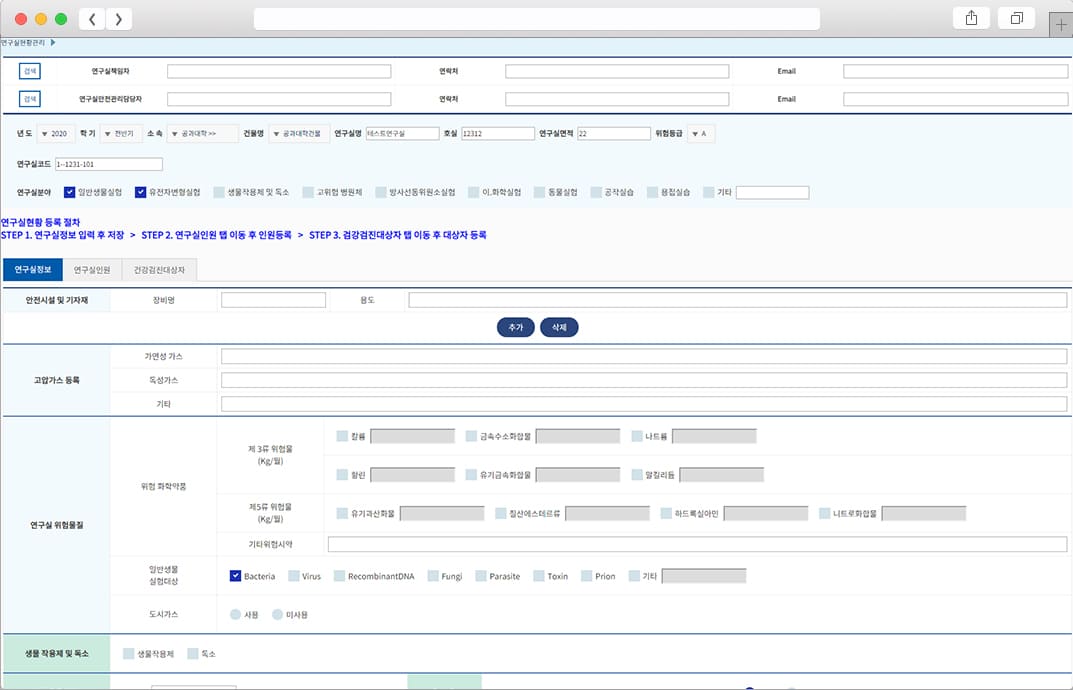 연구실현황관리
검색 연구실책임자 연락처 Email
검색 연구실안전관리담당자 연락처 Email
년 도 ▼ 2020 학 기 ▼ 전반기 소 속 ▼ 공과대학 >> 건물명 ▼ 공과대학건물 연구실명 테스트연구실 호실 12312 연구실면적 22 위험등급 ▼ A
연구실코드 1--1231-101
연구실분야 일반생물실험 유전자변형실험 생물작용제 및 독소 고위험 병원체 방사선동위원소실험 이,화학실험 동물실험 공작실습 용접실습 기타
연구실현황 등록 절차
STEP 1. 연구실정보 입력 후 저장 > STEP 2. 연구실인원 탭 이동 후 인원등록 > STEP 3. 검강검진대상자 탭 이동 후 대상자 등록
연구실정보 연구실인원 건강검진대상자
안전시설 및 기자재 장비명 용도
추가 삭제
가연성 가스
고압가스 등록 독성가스
기타
제 3류 위험물 (Kg/월) 칼륨 금속수소화합물 나트륨
황린 유기금속화합물 알킬리튬
위험 화학약품
제5류 위험물 (Kg/월) 유기과산화물 질산에스테르류 하드록실아민 니트로화합물
연구실 위험물질
기타위험시약
일반생물 실험대상 Bacteria Virus RecombinantDNA Fungi Parasite Toxin Prion 기타
도시가스 사용 미사용
생물 작용제 및 독소 생물작용제 독소